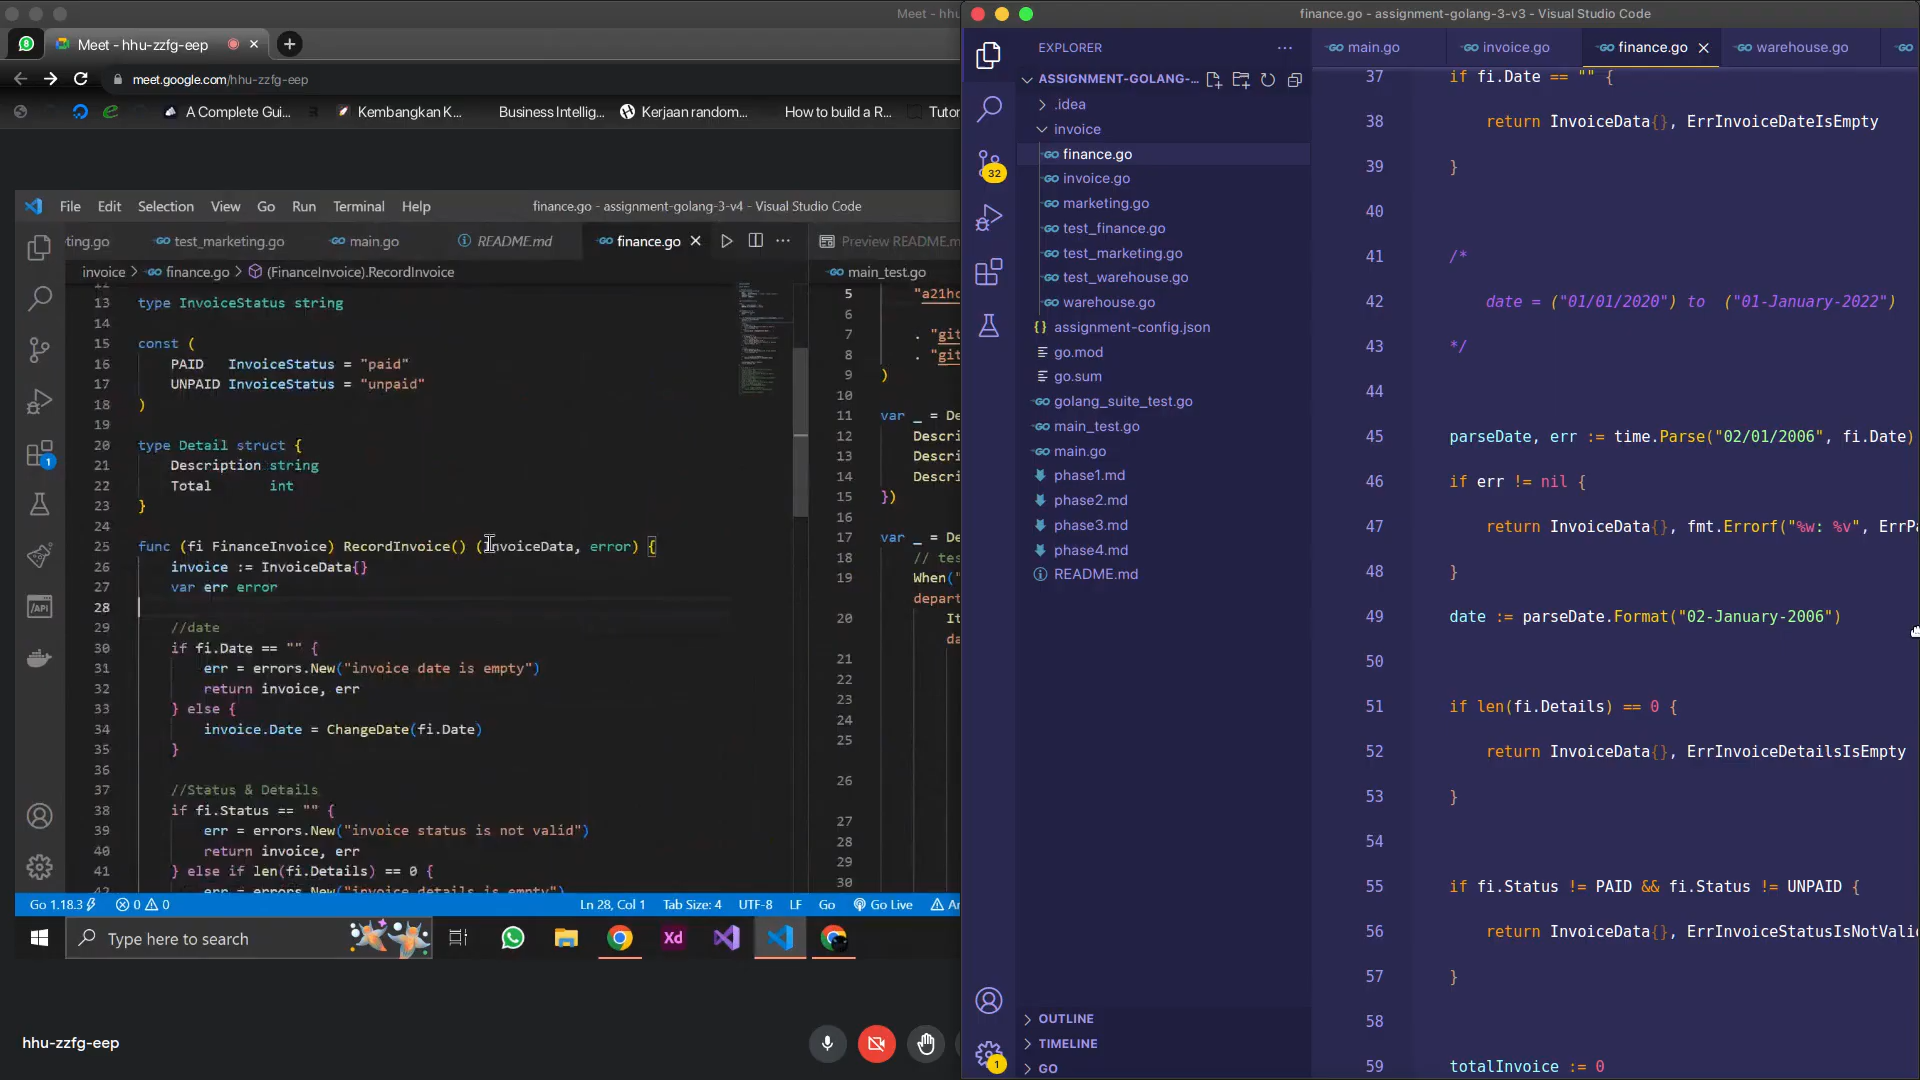 Meet - hhu-zzfg-eep
Meet - hh
meet.google.com/hhu-zzfg-eep
A Complete Gui...
Kembangkan K...
Business Intellig...
Kerjaan random...
How to build a R...
Tutor
File Edit Selection View Go Run Terminal Help
finance.go - assignment-golang-3-v4 - Visual Studio Code
ting.go
test_marketing.go
main.go
README.md
finance.go
Preview README.m
invoice > finance.go > (FinanceInvoice).RecordInvoice
12
13 type InvoiceStatus string
14
15 const (
16 PAID InvoiceStatus = "paid"
17 UNPAID InvoiceStatus = "unpaid"
18 )
19
20 type Detail struct {
21 Description string
22 Total int
23 }
24
25 func (fi FinanceInvoice) RecordInvoice() (InvoiceData, error) {
26 invoice := InvoiceData{}
27 var err error
28
29 //date
30 if fi.Date == "" {
31 err = errors.New("invoice date is empty")
32 return invoice, err
33 } else {
34 invoice.Date = ChangeDate(fi.Date)
35 }
36
37 //Status & Details
38 if fi.Status == "" {
39 err = errors.New("invoice status is not valid")
40 return invoice, err
41 } else if len(fi.Details) == 0 {
42 err = errors.New("invoice details is empty")
1
main_test.go
5 "a21hc
6
7 . "git
8 . "git
9 )
10
11 var _ = De
12 Descri
13 Descri
14 Descri
15 })
16
17 var _ = De
18 // tes
19 When("
depart
20 It
da
21
22
23
24
25
26
27
28
29
30
Go 1.18.3
0 0
Ln 28, Col 1 Tab Size: 4 UTF-8 LF Go Go Live
Type here to search
Xd
/API
hhu-zzfg-eep
finance.go - assignment-golang-3-v3 - Visual Studio Code
EXPLORER
ASSIGNMENT-GOLANG-...
.idea
invoice
finance.go
invoice.go
marketing.go
test_finance.go
test_marketing.go
test_warehouse.go
warehouse.go
assignment-config.json
go.mod
go.sum
golang_suite_test.go
main_test.go
main.go
phase1.md
phase2.md
phase3.md
phase4.md
README.md
OUTLINE
TIMELINE
GO
32
1
main.go
invoice.go
finance.go
warehouse.go
37 if fi.Date == "" {
38 return InvoiceData{}, ErrInvoiceDateIsEmpty
39 }
40
41 /*
42 date = ("01/01/2020") to ("01-January-2022")
43 */
44
45 parseDate, err := time.Parse("02/01/2006", fi.Date)
46 if err != nil {
47 return InvoiceData{}, fmt.Errorf("%w: %v", ErrPa
48 }
49 date := parseDate.Format("02-January-2006")
50
51 if len(fi.Details) == 0 {
52 return InvoiceData{}, ErrInvoiceDetailsIsEmpty
53 }
54
55 if fi.Status != PAID && fi.Status != UNPAID {
56 return InvoiceData{}, ErrInvoiceStatusIsNotValid
57 }
58
59 totalInvoice := 0